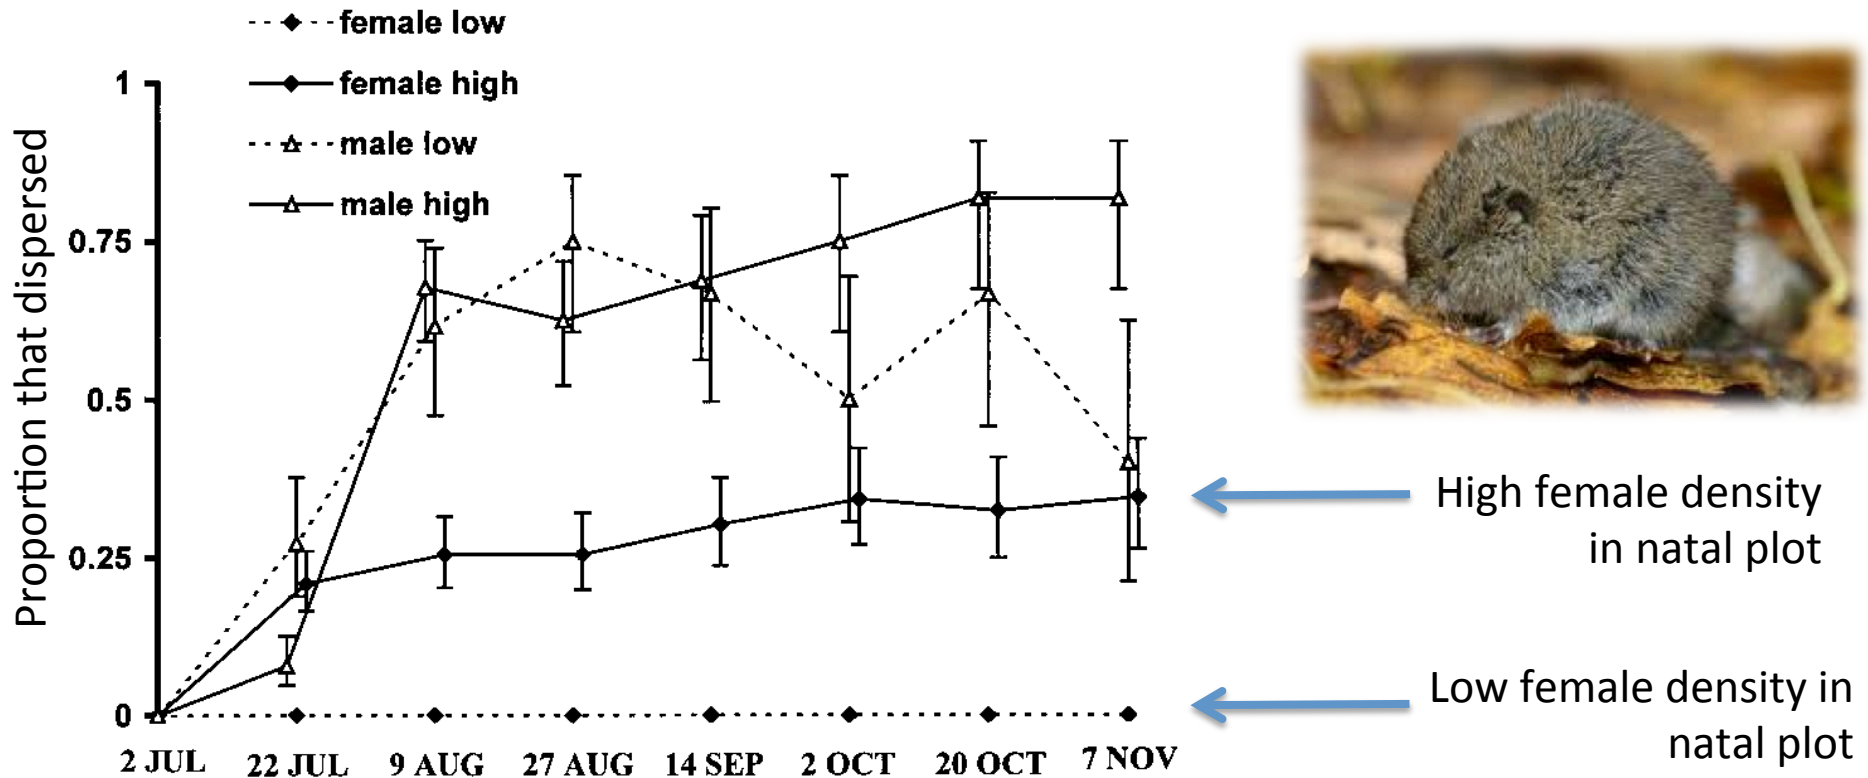 female low
female high
male low
male high
Proportion that dispersed
1
0.75
0.5
0.25
0
2 JUL 22 JUL 9 AUG 27 AUG 14 SEP 2 OCT 20 OCT 7 NOV
High female density
in natal plot
Low female density in
natal plot